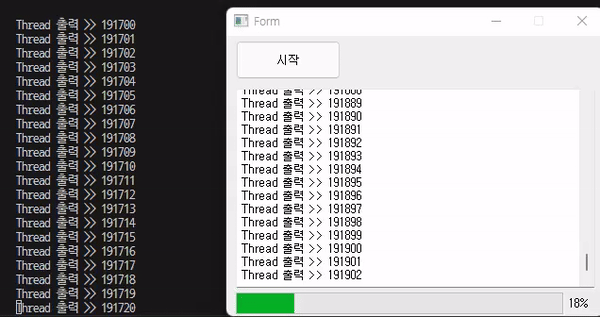 Thread 출력 >> 191700
Thread 출력 >> 191701
Thread 출력 >> 191702
Thread 출력 >> 191703
Thread 출력 >> 191704
Thread 출력 >> 191705
Thread 출력 >> 191706
Thread 출력 >> 191707
Thread 출력 >> 191708
Thread 출력 >> 191709
Thread 출력 >> 191710
Thread 출력 >> 191711
Thread 출력 >> 191712
Thread 출력 >> 191713
Thread 출력 >> 191714
Thread 출력 >> 191715
Thread 출력 >> 191716
Thread 출력 >> 191717
Thread 출력 >> 191718
Thread 출력 >> 191719
Thread 출력 >> 191720
Form
시작
Thread 출력 >>
Thread 출력 >> 191889
Thread 출력 >> 191890
Thread 출력 >> 191891
Thread 출력 >> 191892
Thread 출력 >> 191893
Thread 출력 >> 191894
Thread 출력 >> 191895
Thread 출력 >> 191896
Thread 출력 >> 191897
Thread 출력 >> 191898
Thread 출력 >> 191899
Thread 출력 >> 191900
Thread 출력 >> 191901
Thread 출력 >> 191902
18%